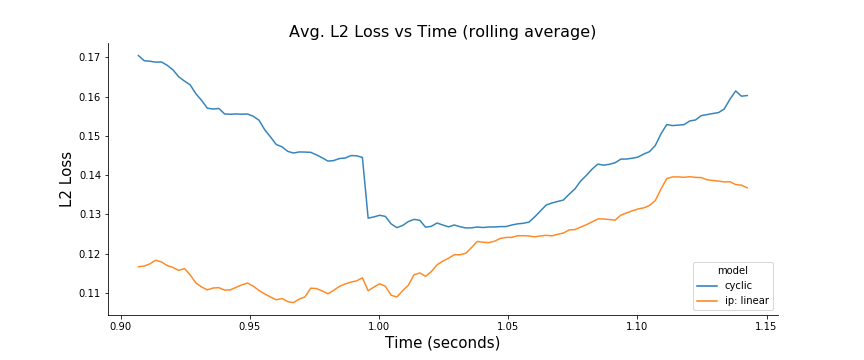 Avg. L2 Loss vs Time (rolling average)
L2 Loss
0.17
0.16
0.15
0.14
0.13
0.12
0.11
0.90
0.95
1.00
1.05
1.10
1.15
Time (seconds)
model
cyclic
ip: linear